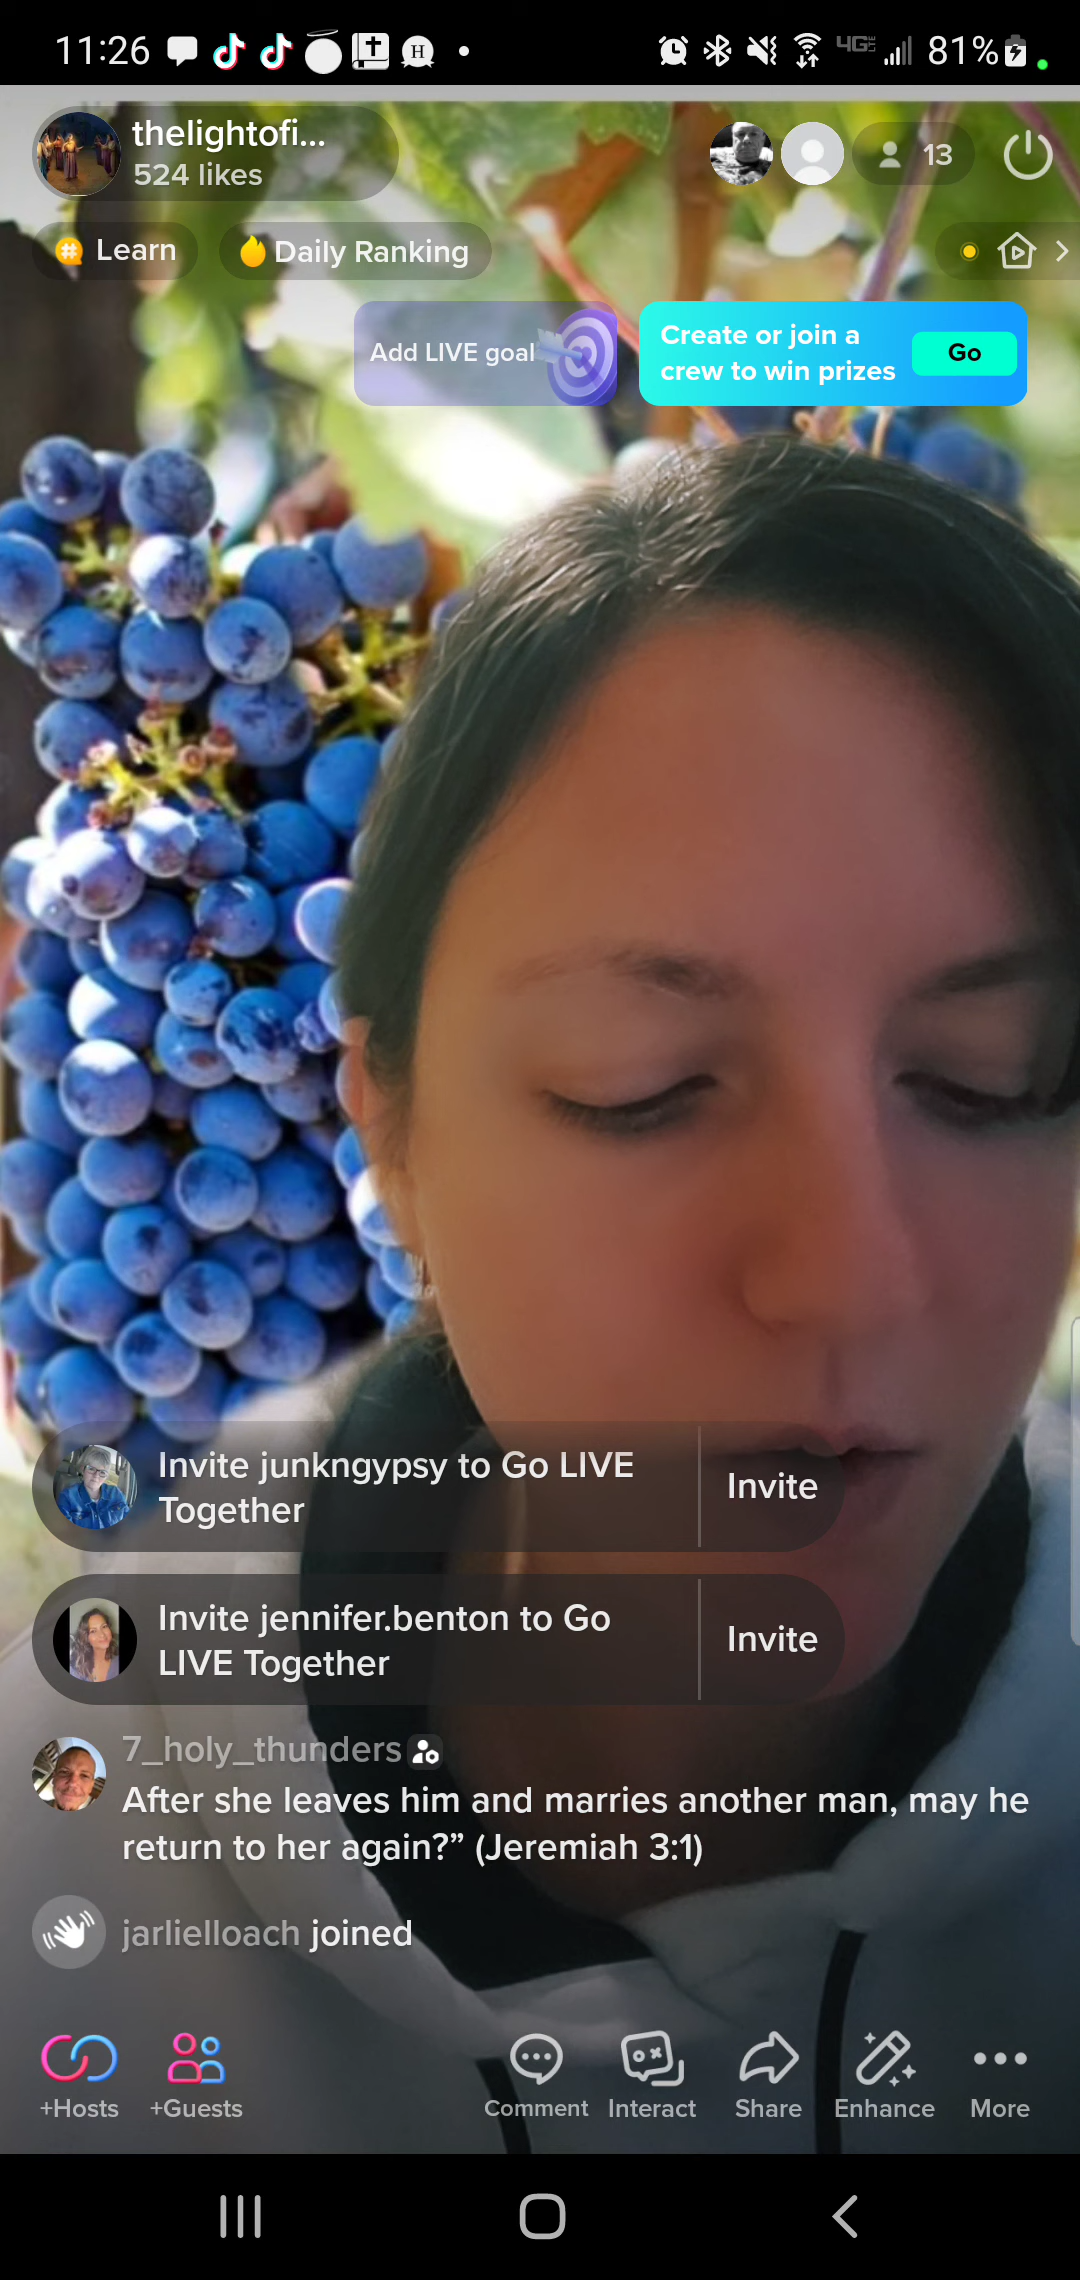 11:26
H
4G LTE
81%
thelightofi...
524 likes
13
Learn
Daily Ranking
Add LIVE goal
Create or join a
crew to win prizes
Go
Invite junkngypsy to Go LIVE
Together
Invite
Invite jennifer.benton to Go
LIVE Together
Invite
7_holy_thunders
After she leaves him and marries another man, may he
return to her again?” (Jeremiah 3:1)
jarlielloach joined
+Hosts
+Guests
Comment
Interact
Share
Enhance
More